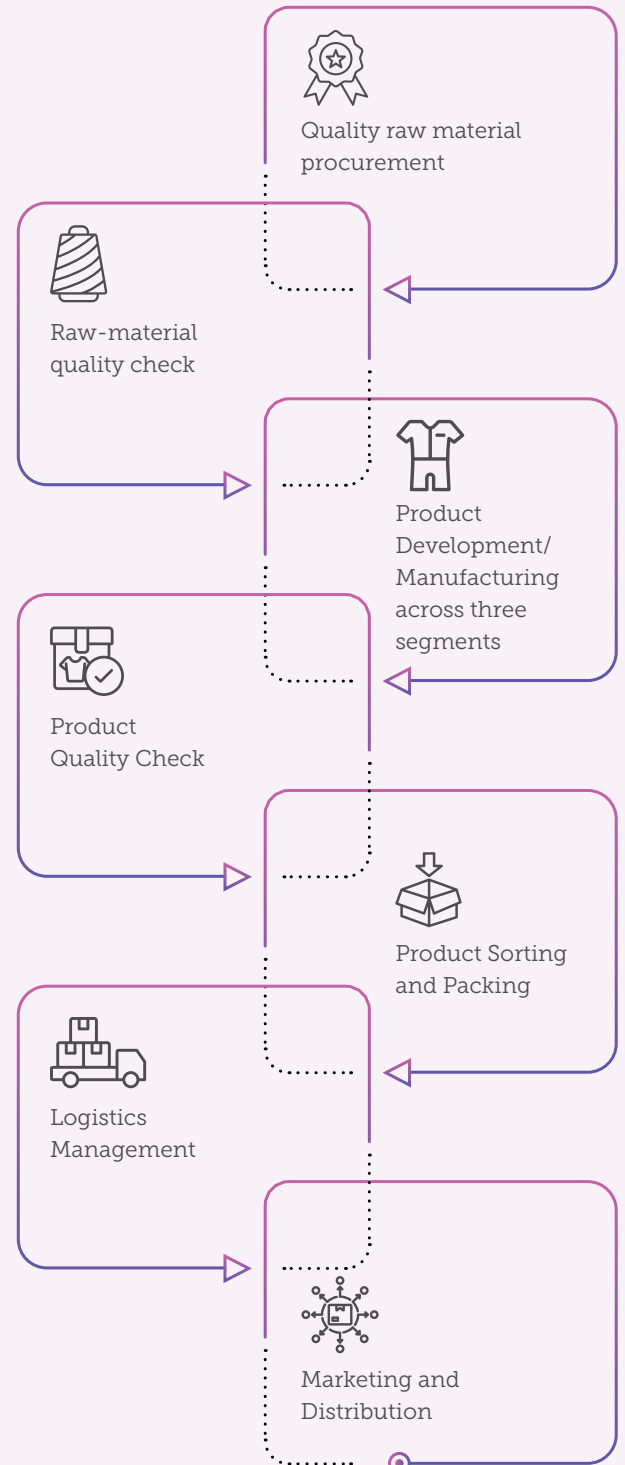 Quality raw material
procurement
Raw-material
quality check
Product
Development/
Manufacturing
across three
segments
Product
Quality Check
Product Sorting
and Packing
Logistics
Management
Marketing and
Distribution